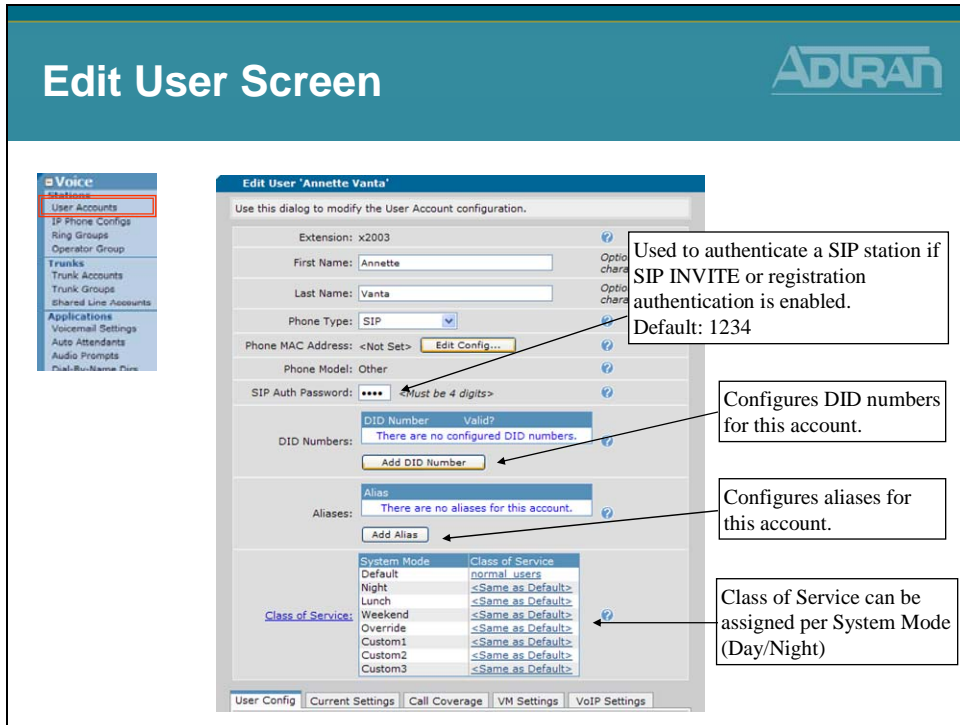 Edit User Screen
ADTRAN
Voice
Stations
User Accounts
IP Phone Configs
Ring Groups
Operator Group
Trunks
Trunk Accounts
Trunk Groups
Shared Line Accounts
Applications
Voicemail Settings
Auto Attendants
Audio Prompts
Dial-By-Name Dirs
Edit User 'Annette Vanta'
Use this dialog to modify the User Account configuration.
Extension: x2003
First Name: Annette
Last Name: Vanta
Phone Type: SIP
Phone MAC Address: <Not Set> Edit Config...
Phone Model: Other
SIP Auth Password: •••• <Must be 4 digits>
DID Numbers:
DID Number Valid?
There are no configured DID numbers.
Add DID Number
Aliases:
Alias
There are no aliases for this account.
Add Alias
Class of Service:
System Mode Class of Service
Default normal_users
Night <Same as Default>
Lunch <Same as Default>
Weekend <Same as Default>
Override <Same as Default>
Custom1 <Same as Default>
Custom2 <Same as Default>
Custom3 <Same as Default>
User Config Current Settings Call Coverage VM Settings VoIP Settings
Used to authenticate a SIP station if
SIP INVITE or registration
authentication is enabled.
Default: 1234
Configures DID numbers
for this account.
Configures aliases for
this account.
Class of Service can be
assigned per System Mode
(Day/Night)